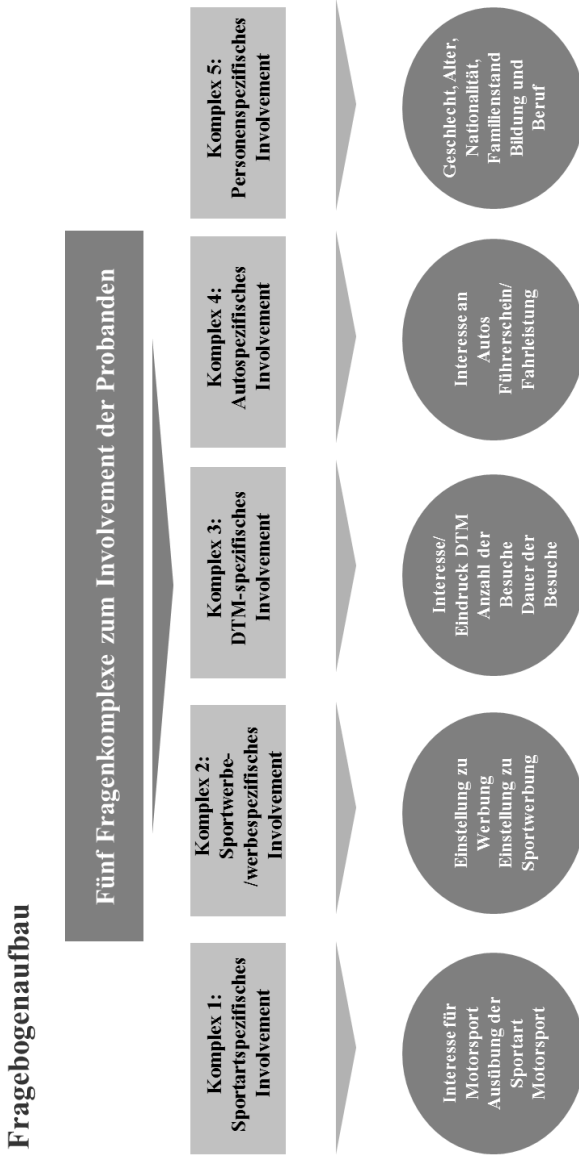 Fragebogenaufbau
Fünf Fragenkomplexe zum Involvement der Probanden
Komplex 1:
Sportartspezifisches
Involvement
Komplex 2:
Sportwerbe-
/werbespezifisches
Involvement
Komplex 3:
DTM-spezifisches
Involvement
Komplex 4:
Autospezifisches
Involvement
Komplex 5:
Personenspezifisches
Involvement
Interesse für
Motorsport
Ausübung der
Sportart
Motorsport
Einstellung zu
Werbung
Einstellung zu
Sportwerbung
Interesse/
Eindruck DTM
Anzahl der
Besuche
Dauer der
Besuche
Interesse an
Autos
Führerschein/
Fahrleistung
Geschlecht, Alter,
Nationalität,
Familienstand
Bildung und
Beruf